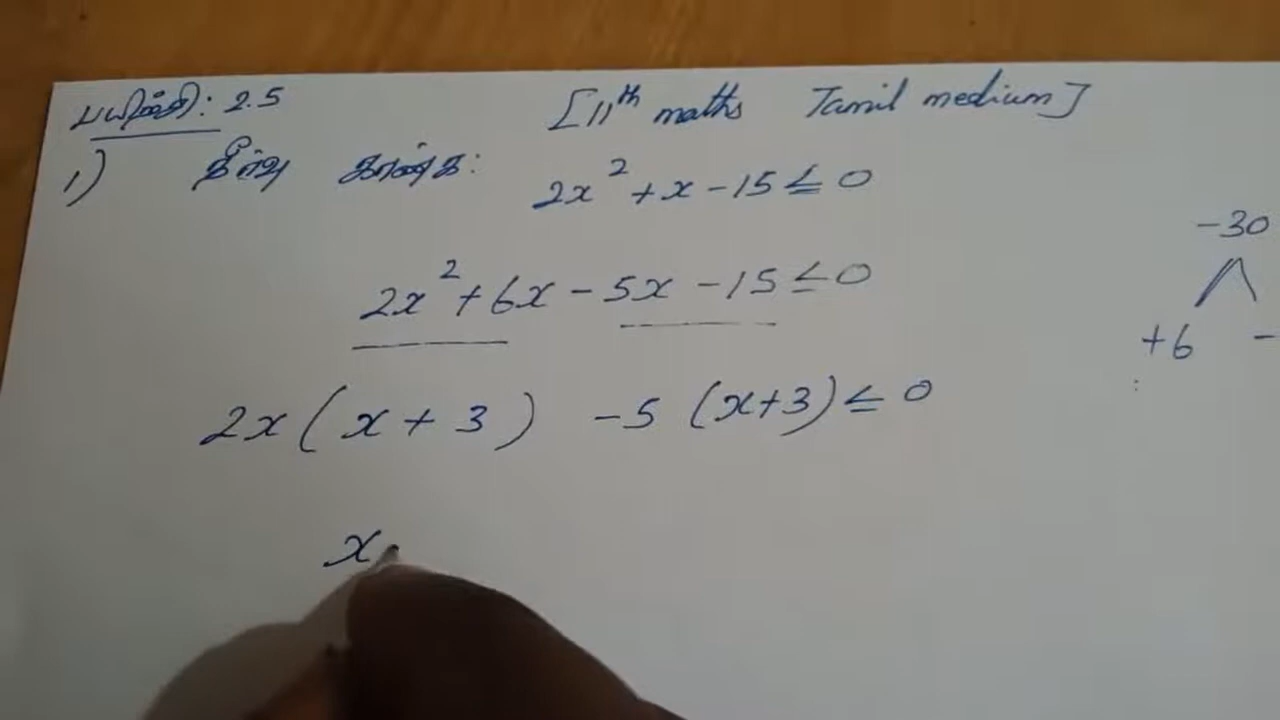 பயிற்சி: 2.5 [11th maths Tamil medium]
1) தீர்வு காண்க: 2x² + x - 15 ≤ 0
2x² + 6x - 5x - 15 ≤ 0
-30
+6 -
2x ( x + 3 ) -5 (x+3) ≤ 0
x